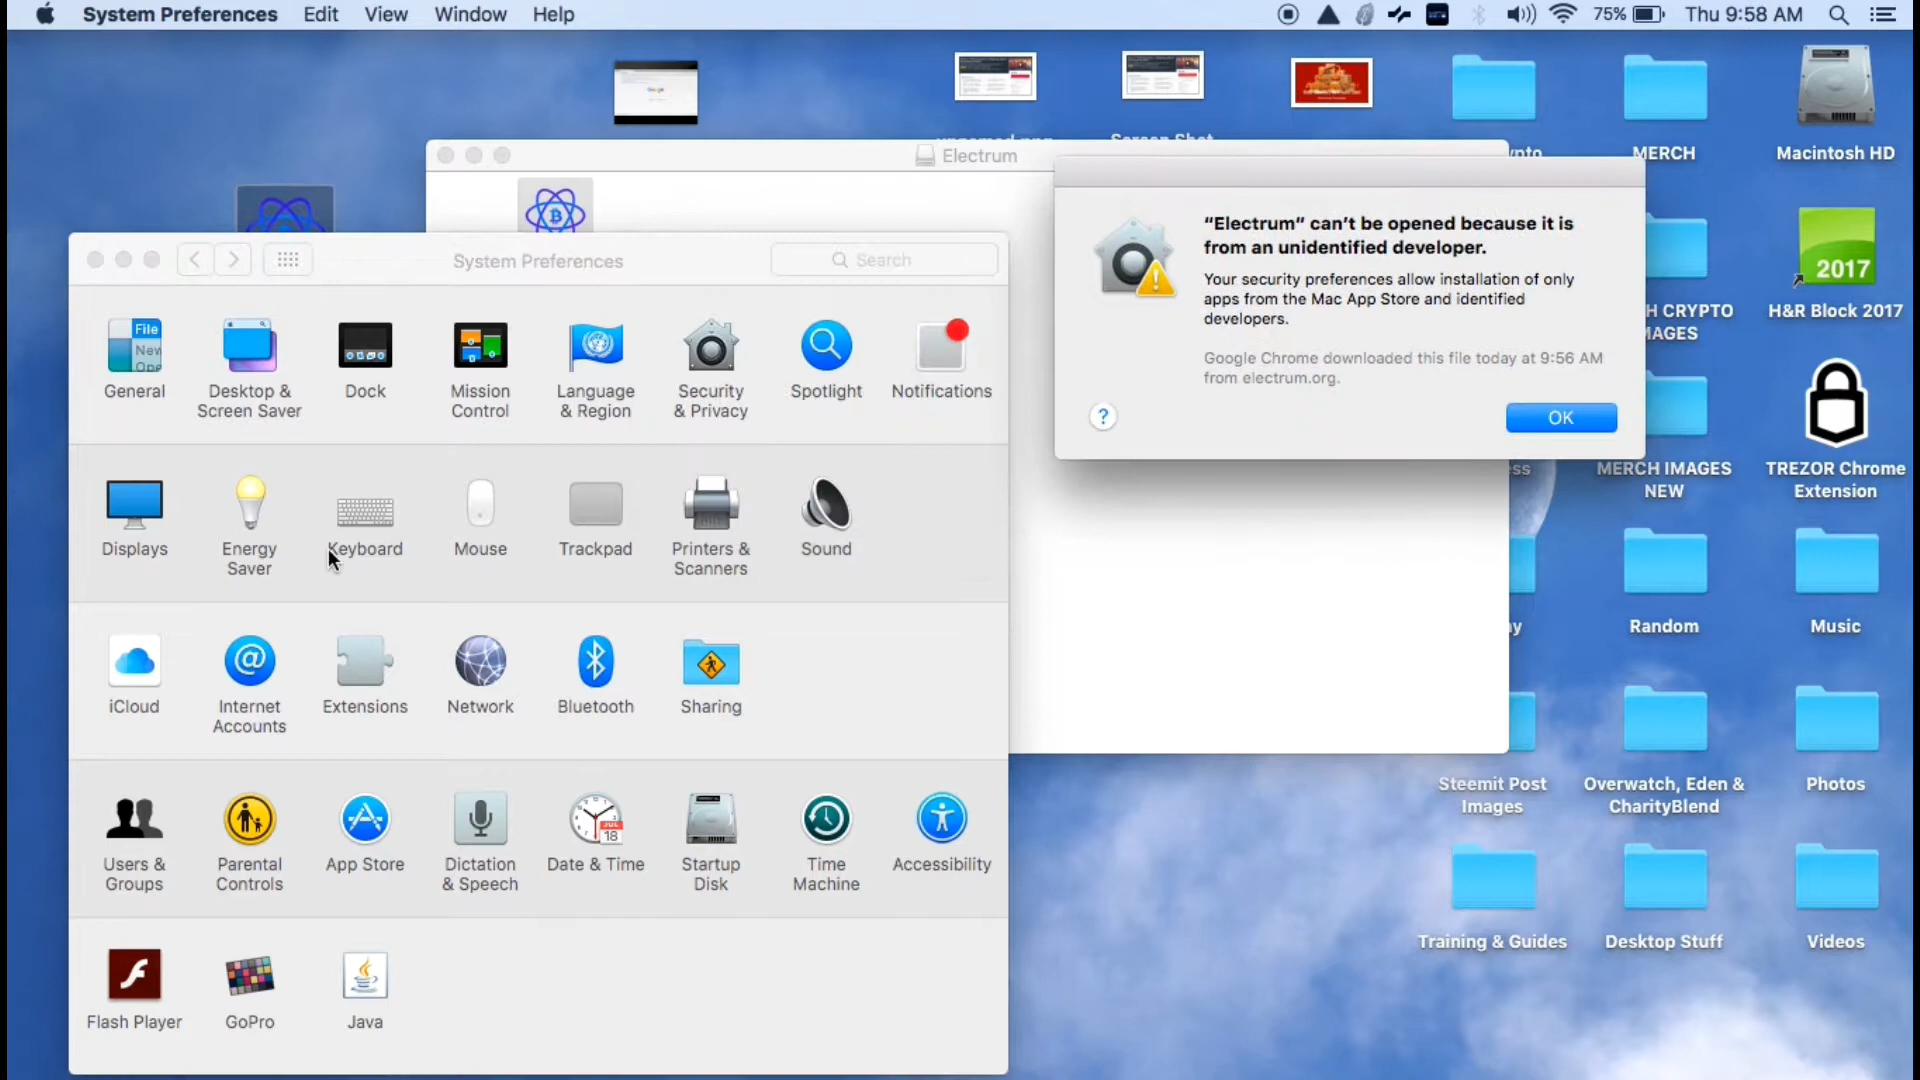 System Preferences Edit View Window Help 75% Thu 9:58 AM
MERCH
Macintosh HD
Electrum
"Electrum" can't be opened because it is
from an unidentified developer.
Your security preferences allow installation of only
apps from the Mac App Store and identified
developers.
Google Chrome downloaded this file today at 9:56 AM
from electrum.org.
?
OK
System Preferences
Search
File
New
General
Desktop &
Screen Saver
Dock
Mission
Control
Language
& Region
Security
& Privacy
Spotlight
Notifications
Displays
Energy
Saver
Keyboard
Mouse
Trackpad
Printers &
Scanners
Sound
iCloud
@
Internet
Accounts
Extensions
Network
Bluetooth
Sharing
Users &
Groups
Parental
Controls
App Store
Dictation
& Speech
JUL
18
Date & Time
Startup
Disk
Time
Machine
Accessibility
Flash Player
GoPro
Java
2017
CRYPTO
H&R Block 2017
MERCH IMAGES
NEW
TREZOR Chrome
Extension
Random
Music
Steemit Post
Images
Overwatch, Eden &
CharityBlend
Photos
Training & Guides
Desktop Stuff
Videos